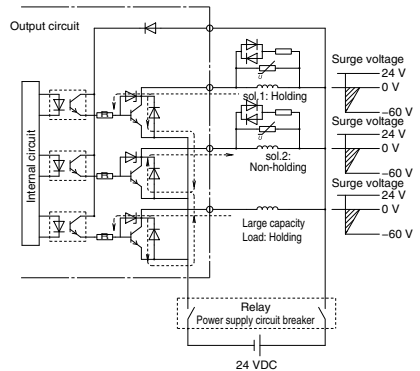 Output circuit
Internal circuit
sol.1: Holding
sol.2:
Non-holding
Large capacity
Load: Holding
Surge voltage
24 V
0 V
–60 V
Surge voltage
24 V
0 V
–60 V
Surge voltage
24 V
0 V
–60 V
Relay
Power supply circuit breaker
24 VDC